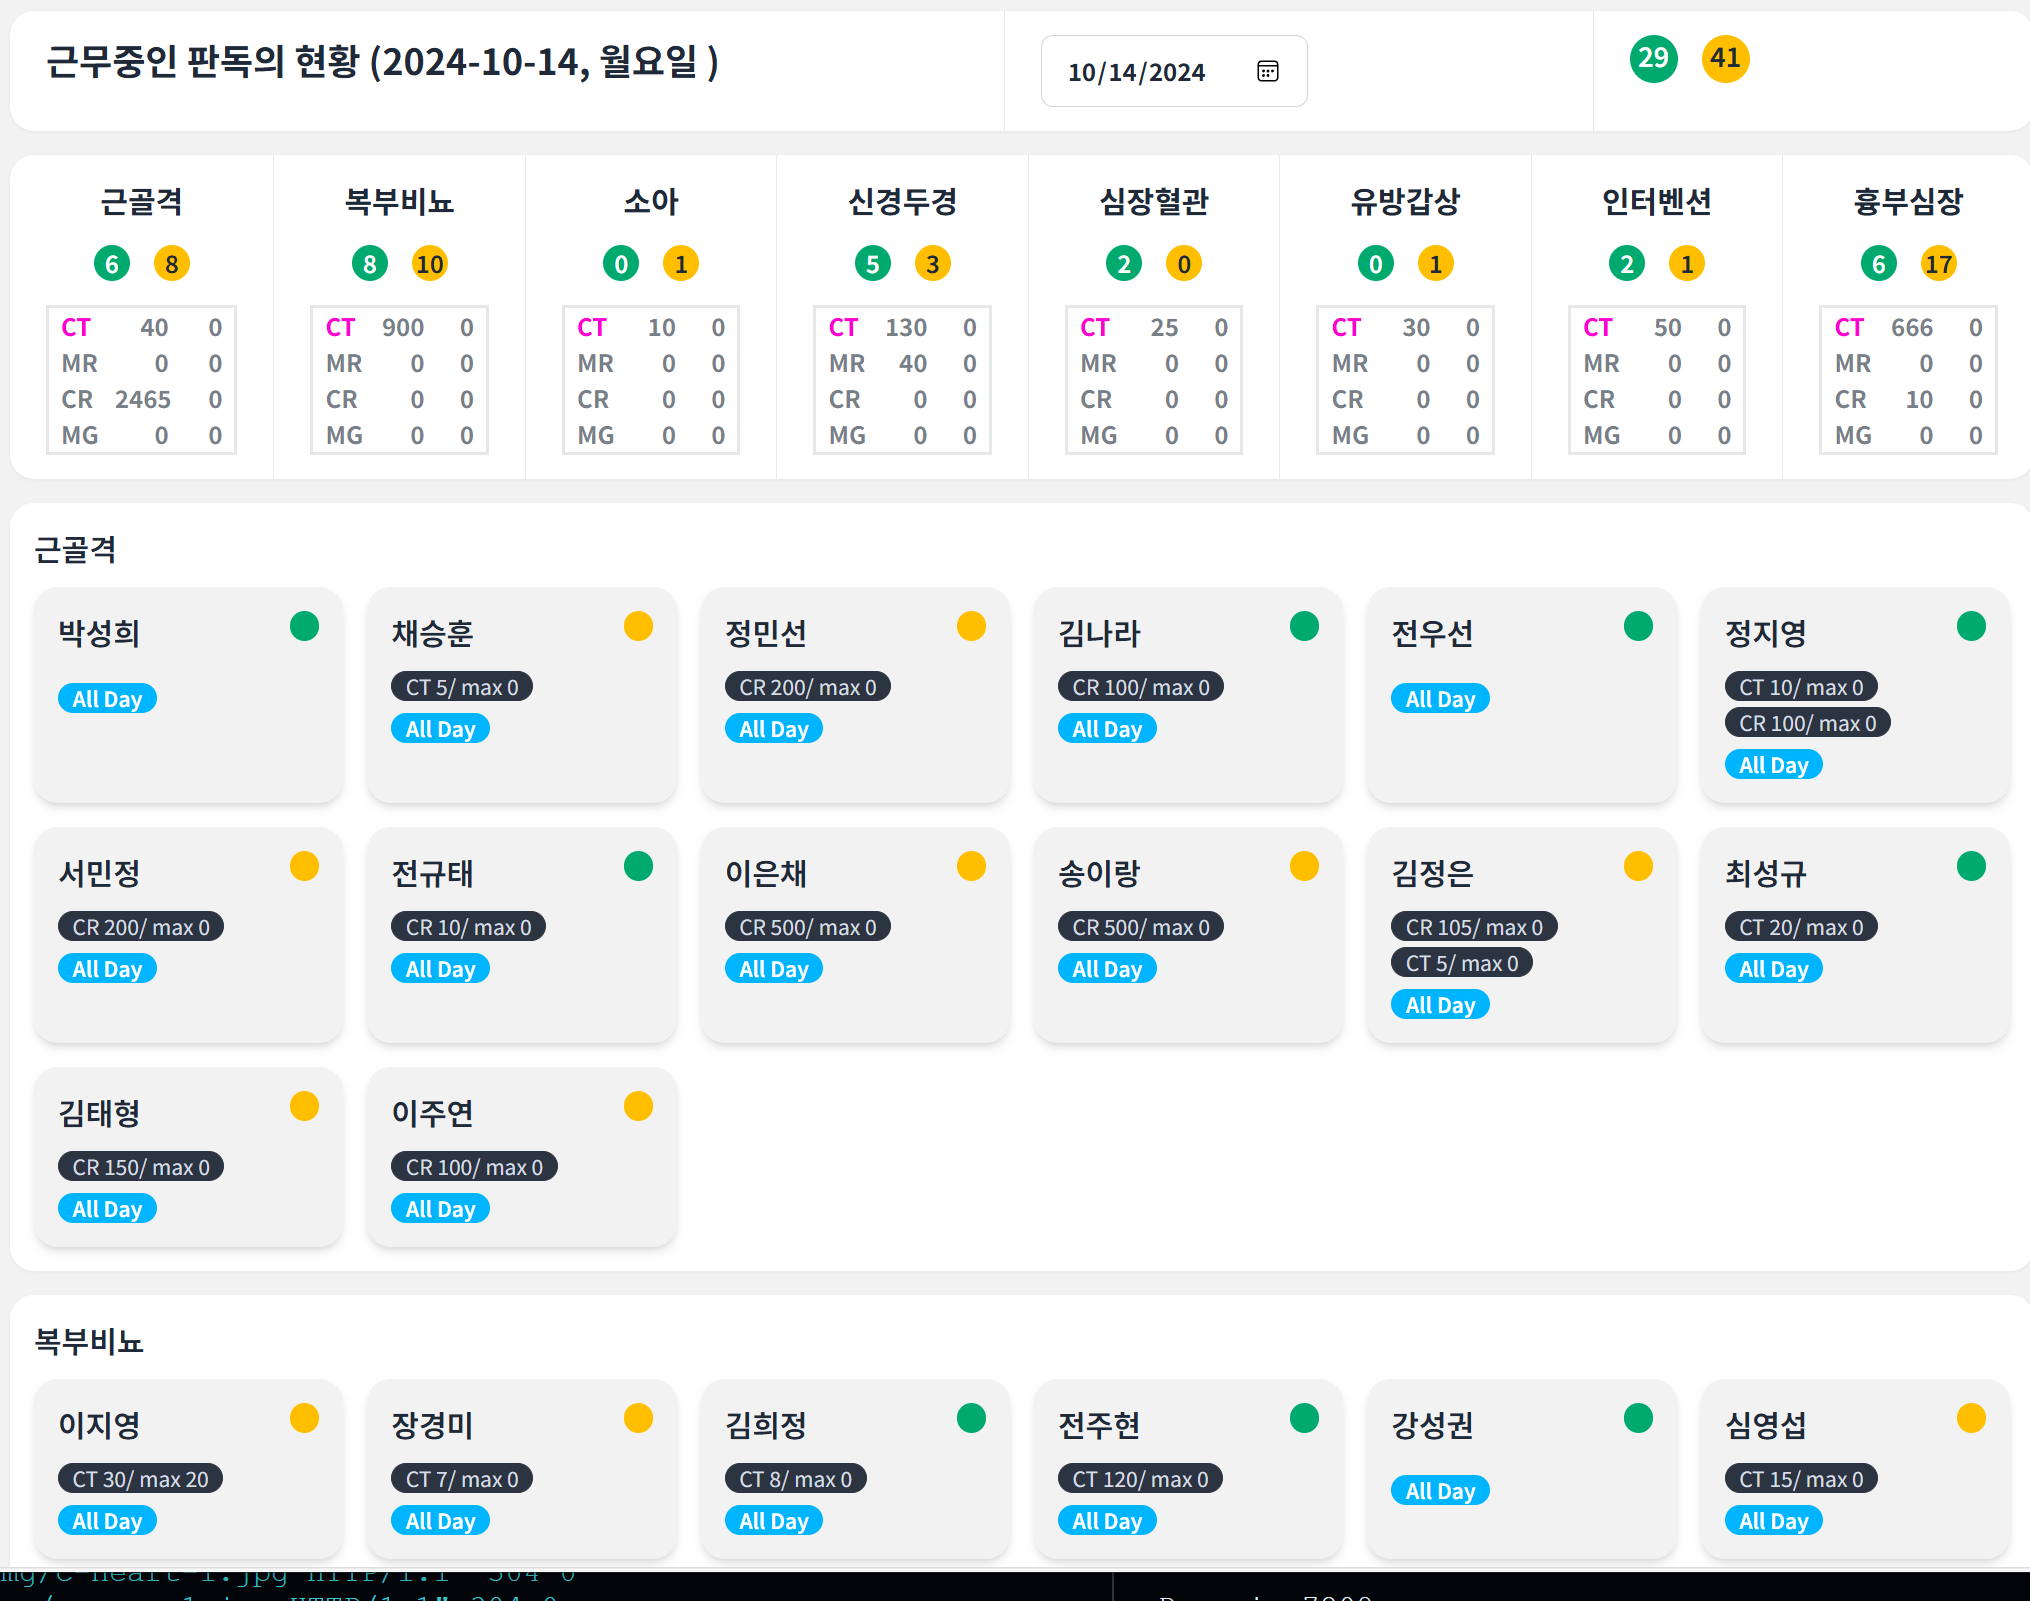 근무중인 판독의 현황 (2024-10-14, 월요일 )
10/14/2024
29 41
근골격
6 8
CT 40 0
MR 0 0
CR 2465 0
MG 0 0
복부비뇨
8 10
CT 900 0
MR 0 0
CR 0 0
MG 0 0
소아
0 1
CT 10 0
MR 0 0
CR 0 0
MG 0 0
신경두경
5 3
CT 130 0
MR 40 0
CR 0 0
MG 0 0
심장혈관
2 0
CT 25 0
MR 0 0
CR 0 0
MG 0 0
유방갑상
0 1
CT 30 0
MR 0 0
CR 0 0
MG 0 0
인터벤션
2 1
CT 50 0
MR 0 0
CR 0 0
MG 0 0
흉부심장
6 17
CT 666 0
MR 0 0
CR 10 0
MG 0 0
근골격
박성희
All Day
채승훈
CT 5/ max 0
All Day
정민선
CR 200/ max 0
All Day
김나라
CR 100/ max 0
All Day
전우선
All Day
정지영
CT 10/ max 0
CR 100/ max 0
All Day
서민정
CR 200/ max 0
All Day
전규태
CR 10/ max 0
All Day
이은채
CR 500/ max 0
All Day
송이랑
CR 500/ max 0
All Day
김정은
CR 105/ max 0
CT 5/ max 0
All Day
최성규
CT 20/ max 0
All Day
김태형
CR 150/ max 0
All Day
이주연
CR 100/ max 0
All Day
복부비뇨
이지영
CT 30/ max 20
All Day
장경미
CT 7/ max 0
All Day
김희정
CT 8/ max 0
All Day
전주현
CT 120/ max 0
All Day
강성권
All Day
심영섭
CT 15/ max 0
All Day